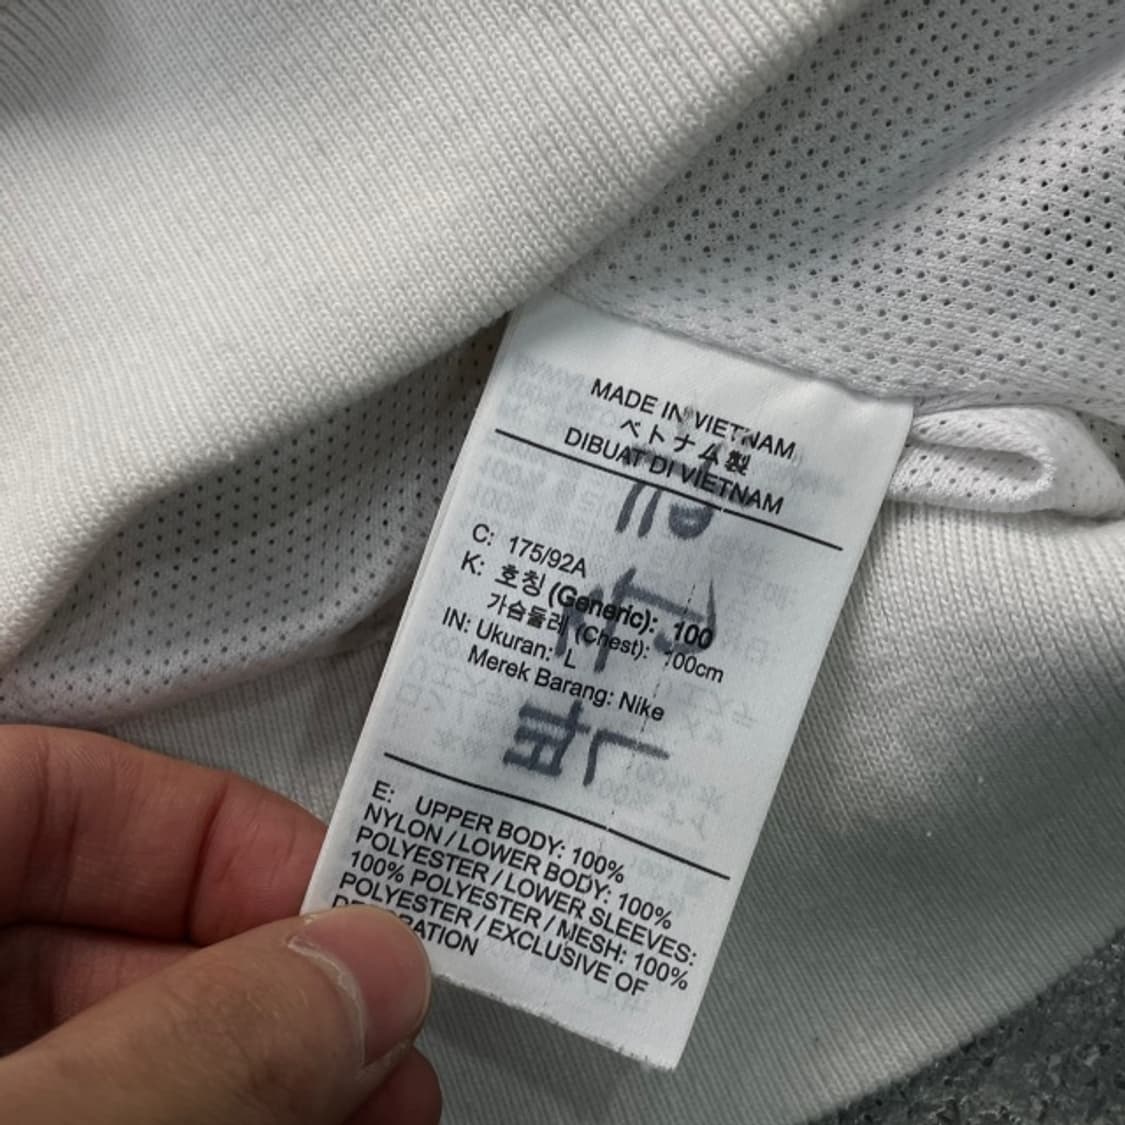 MADE IN VIETNAM
ベトナム製
DIBUAT DI VIETNAM
C: 175/92A
K: 호칭 (Generic): 100
가슴둘레 (Chest): 100cm
IN: Ukuran: L
Merek Barang: Nike
E: UPPER BODY: 100%
NYLON / LOWER BODY: 100%
POLYESTER / LOWER SLEEVES:
100% POLYESTER / MESH: 100%
POLYESTER / EXCLUSIVE OF
DECORATION